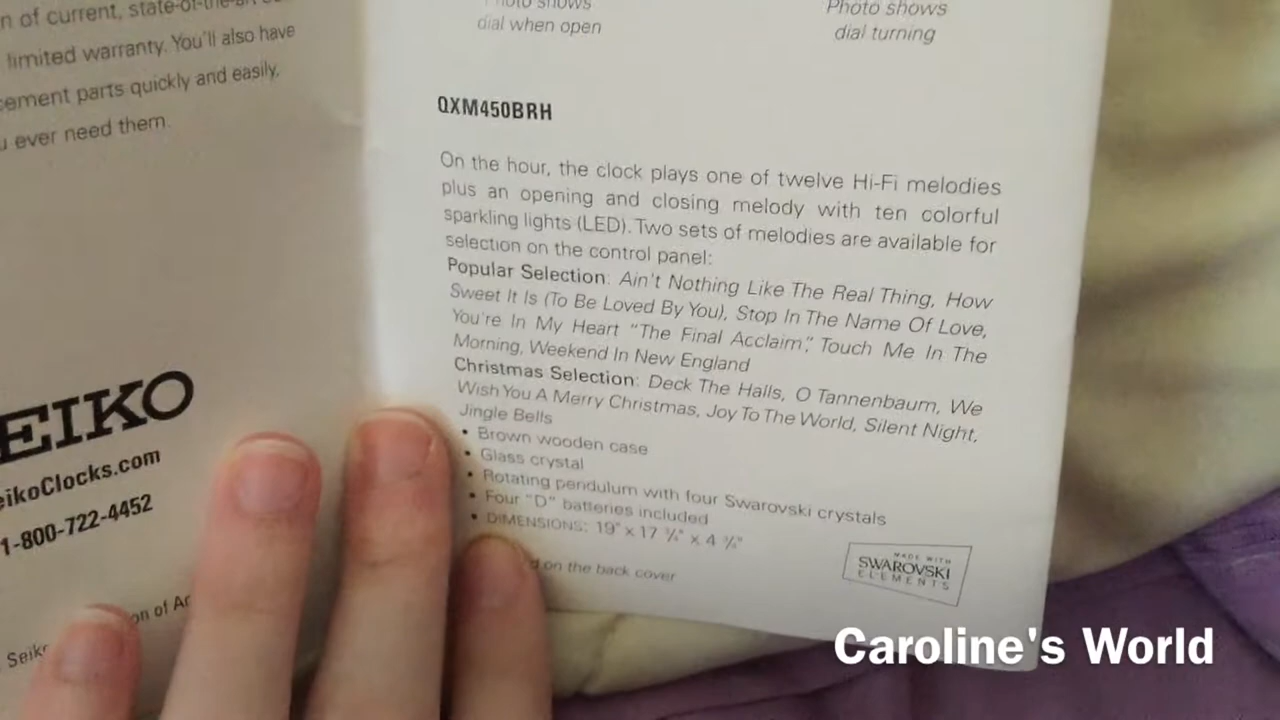 n of current, state-of-the-art
limited warranty. You'll also have
cement parts quickly and easily,
u ever need them.
EIKO
eikoClocks.com
1-800-722-4452
on of Am
Seiko
Photo shows
dial when open
Photo shows
dial turning
QXM450BRH
On the hour, the clock plays one of twelve Hi-Fi melodies
plus an opening and closing melody with ten colorful
sparkling lights (LED). Two sets of melodies are available for
selection on the control panel:
Popular Selection: Ain't Nothing Like The Real Thing, How
Sweet It Is (To Be Loved By You), Stop In The Name Of Love,
You're In My Heart "The Final Acclaim," Touch Me In The
Morning, Weekend In New England
Christmas Selection: Deck The Halls, O Tannenbaum, We
Wish You A Merry Christmas, Joy To The World, Silent Night,
Jingle Bells
• Brown wooden case
• Glass crystal
• Rotating pendulum with four Swarovski crystals
• Four "D" batteries included
• DIMENSIONS: 19" x 17 ¾" x 4 ¾"
d on the back cover
MADE WITH
SWAROVSKI
ELEMENTS
Caroline's World